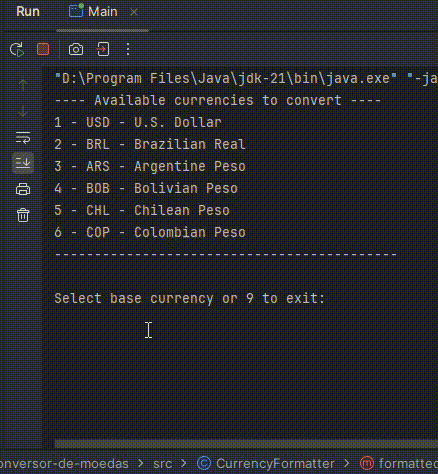 Run Main
"D:\Program Files\Java\jdk-21\bin\java.exe" "-ja
---- Available currencies to convert ----
1 - USD - U.S. Dollar
2 - BRL - Brazilian Real
3 - ARS - Argentine Peso
4 - BOB - Bolivian Peso
5 - CHL - Chilean Peso
6 - COP - Colombian Peso
-------------------------------------------
Select base currency or 9 to exit:
onversor-de-moedas > src > CurrencyFormatter > formatted